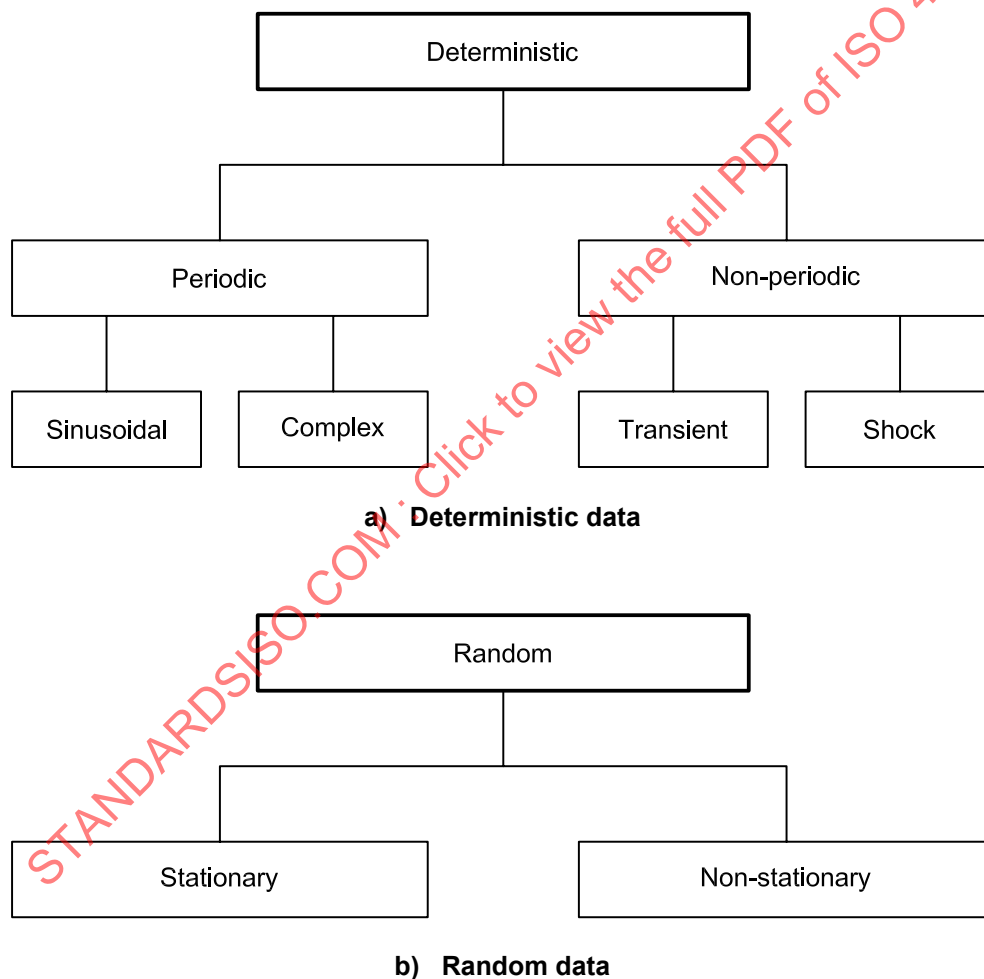 Deterministic
Periodic
Non-periodic
Sinusoidal
Complex
Transient
Shock
a) Deterministic data
Random
Stationary
Non-stationary
b) Random data
STANDARDSISO.COM : Click to view the full PDF of ISO